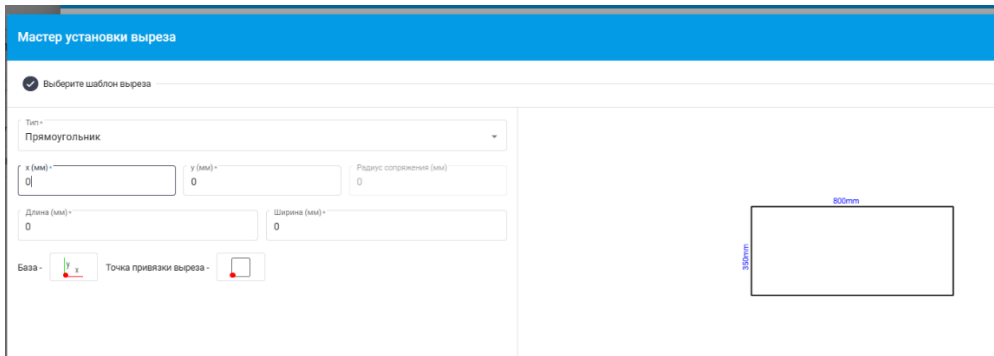 Мастер установки выреза
Выберите шаблон выреза
Тип*
Прямоугольник
x (мм)* y (мм)* Радиус сопряжения (мм)
0 0 0
800mm
Длина (мм)* Ширина (мм)*
0 0
350mm
База - y x Точка привязки выреза -